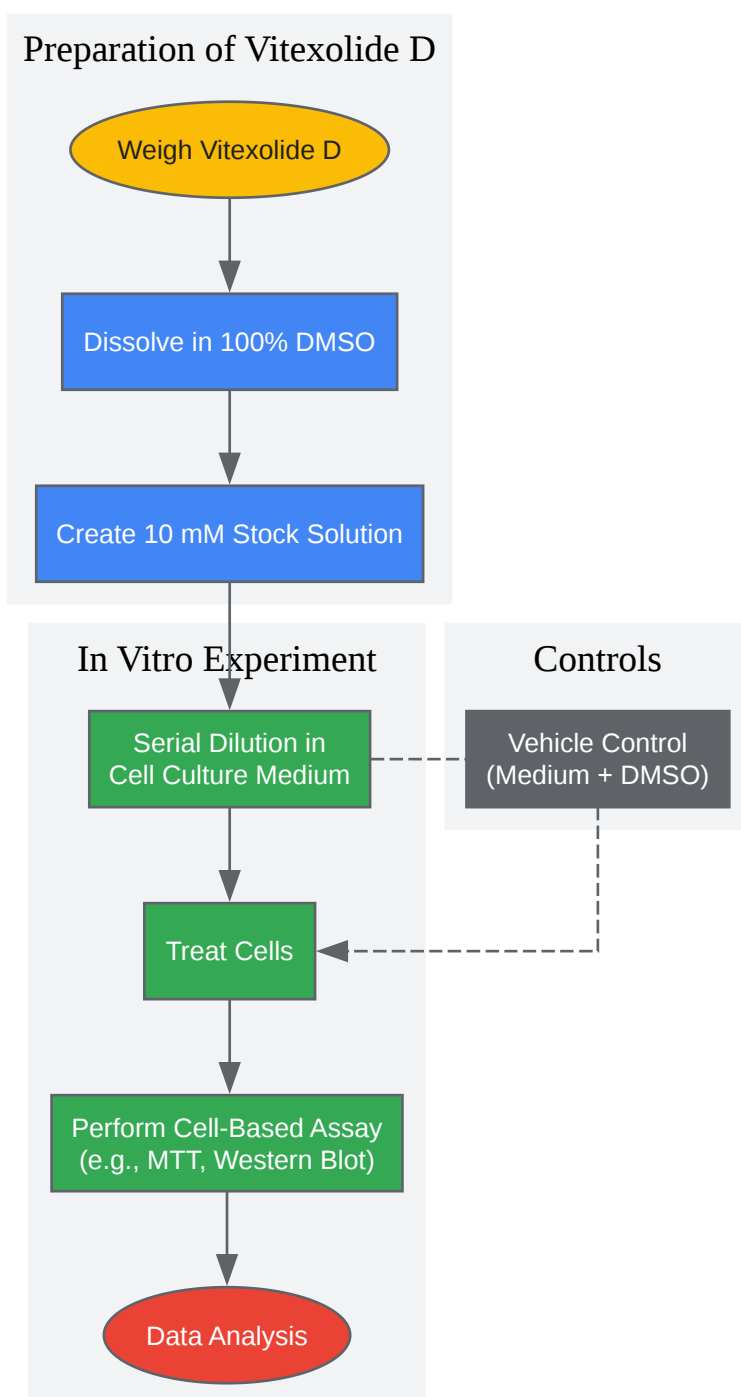 Preparation of Vitexolide D
Weigh Vitexolide D
Dissolve in 100% DMSO
Create 10 mM Stock Solution
In Vitro Experiment
Controls
Serial Dilution in
Cell Culture Medium
Vehicle Control
(Medium + DMSO)
Treat Cells
Perform Cell-Based Assay
(e.g., MTT, Western Blot)
Data Analysis